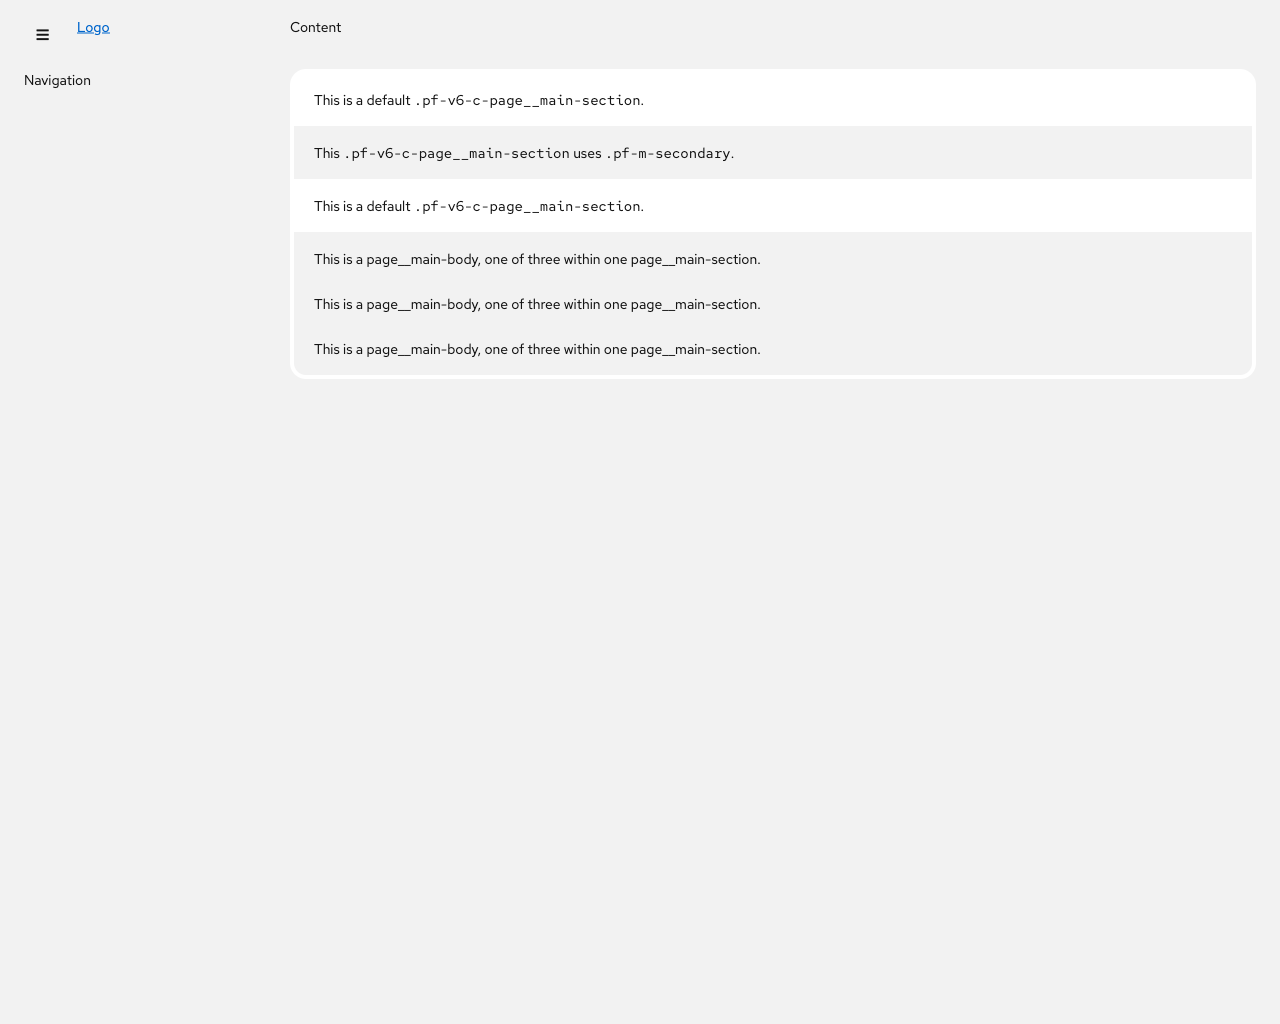 Logo
Content
Navigation
This is a default .pf-v6-c-page__main-section.
This .pf-v6-c-page__main-section uses .pf-m-secondary.
This is a default .pf-v6-c-page__main-section.
This is a page__main-body, one of three within one page__main-section.
This is a page__main-body, one of three within one page__main-section.
This is a page__main-body, one of three within one page__main-section.